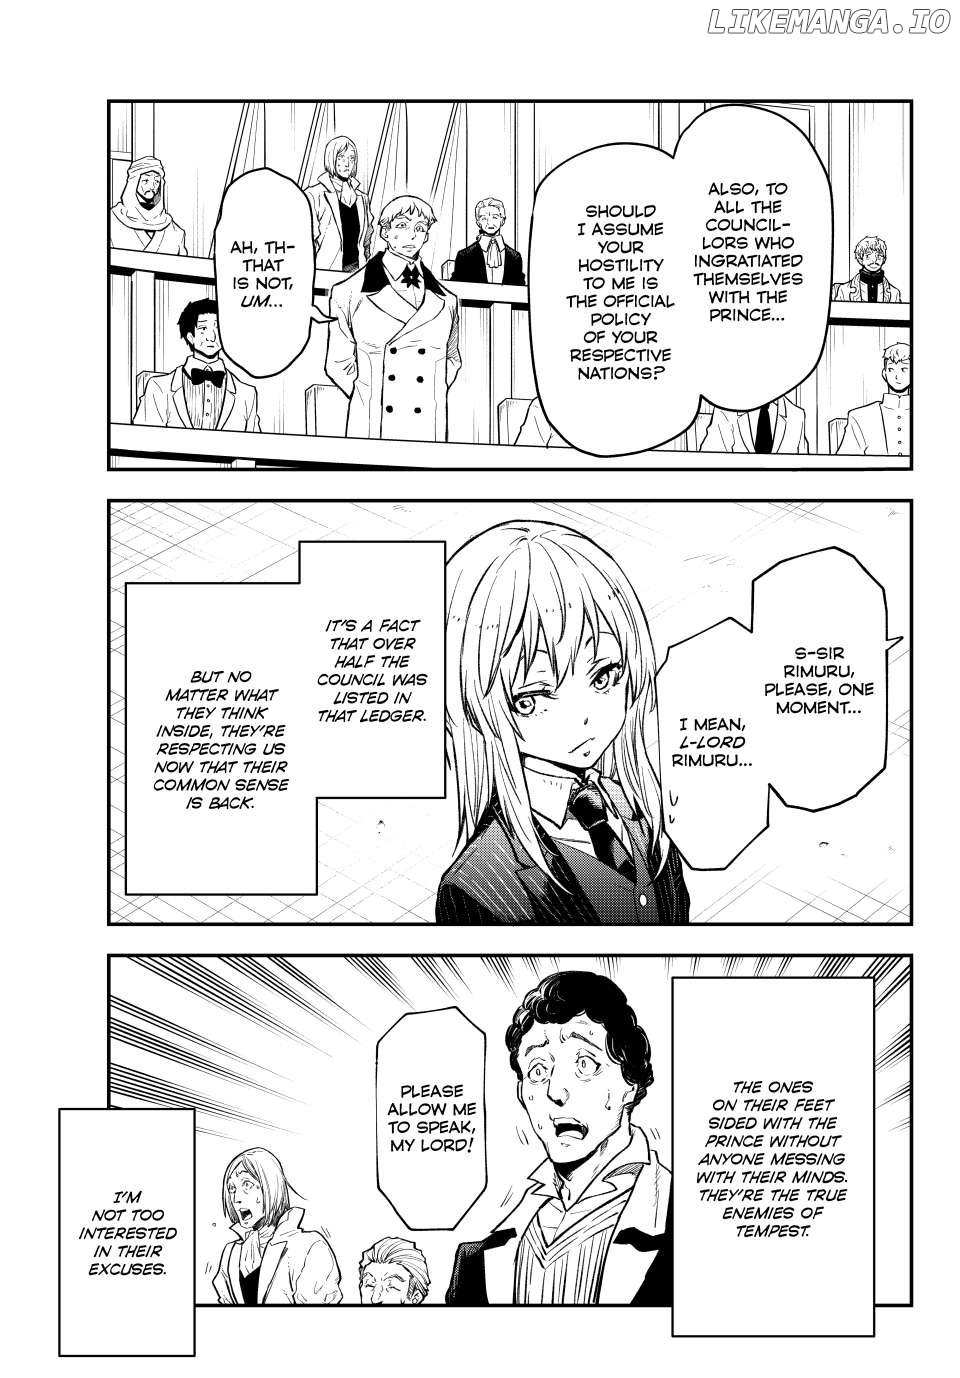 LIKEMANGA.IO
ALSO, TO
ALL THE
COUNCIL-
LORS WHO
INGRATIATED
THEMSELVES
WITH THE
PRINCE...
SHOULD
I ASSUME
YOUR
HOSTILITY
TO ME IS
THE OFFICIAL
POLICY
OF YOUR
RESPECTIVE
NATIONS?
AH, TH-
THAT
IS NOT,
UM...
S-SIR
RIMURU,
PLEASE, ONE
MOMENT...
I MEAN,
L-LORD
RIMURU...
IT'S A FACT
THAT OVER
HALF THE
COUNCIL WAS
LISTED IN
THAT LEDGER.
BUT NO
MATTER WHAT
THEY THINK
INSIDE, THEY'RE
RESPECTING US
NOW THAT THEIR
COMMON SENSE
IS BACK.
THE ONES
ON THEIR FEET
SIDED WITH THE
PRINCE WITHOUT
ANYONE MESSING
WITH THEIR MINDS.
THEY'RE THE TRUE
ENEMIES OF
TEMPEST.
PLEASE
ALLOW ME
TO SPEAK,
MY LORD!
I'M
NOT TOO
INTERESTED
IN THEIR
EXCUSES.